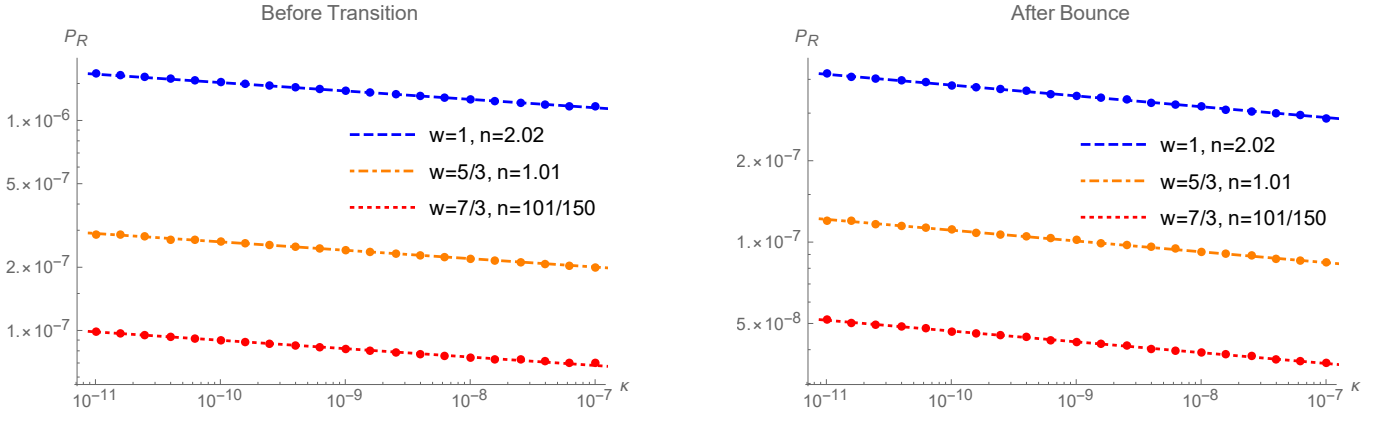 Before Transition
P_R
1.×10^-6
5.×10^-7
2.×10^-7
1.×10^-7
w=1, n=2.02
w=5/3, n=1.01
w=7/3, n=101/150
10^-11
10^-10
10^-9
10^-8
10^-7
κ
After Bounce
P_R
2.×10^-7
1.×10^-7
5.×10^-8
w=1, n=2.02
w=5/3, n=1.01
w=7/3, n=101/150
10^-11
10^-10
10^-9
10^-8
10^-7
κ